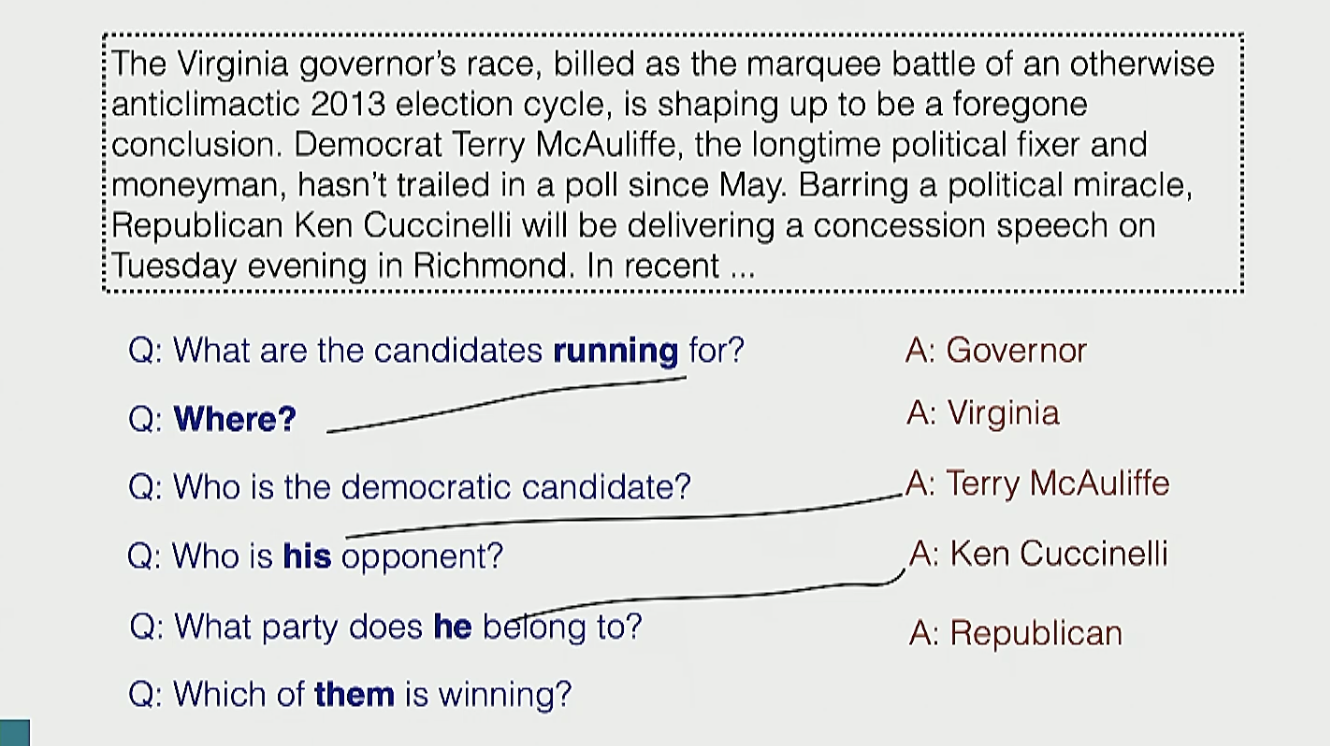 The Virginia governor's race, billed as the marquee battle of an otherwise
anticlimactic 2013 election cycle, is shaping up to be a foregone
conclusion. Democrat Terry McAuliffe, the longtime political fixer and
moneyman, hasn't trailed in a poll since May. Barring a political miracle,
Republican Ken Cuccinelli will be delivering a concession speech on
Tuesday evening in Richmond. In recent ...
Q: What are the candidates running for? A: Governor
Q: Where? A: Virginia
Q: Who is the democratic candidate? A: Terry McAuliffe
Q: Who is his opponent? A: Ken Cuccinelli
Q: What party does he belong to? A: Republican
Q: Which of them is winning?